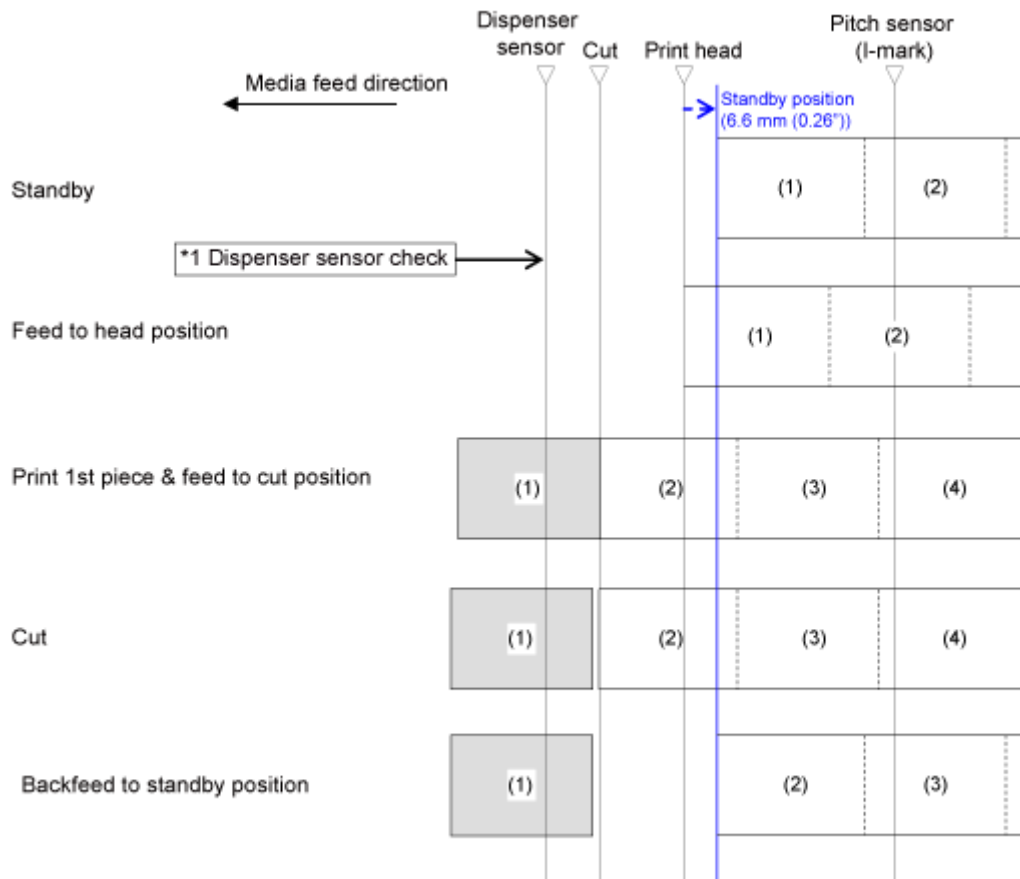 Dispenser
sensor
Cut
Print head
Pitch sensor
(I-mark)
Media feed direction
Standby position
(6.6 mm (0.26"))
Standby
(1)
(2)
*1 Dispenser sensor check
Feed to head position
(1)
(2)
Print 1st piece & feed to cut position
(1)
(2)
(3)
(4)
Cut
(1)
(2)
(3)
(4)
Backfeed to standby position
(1)
(2)
(3)